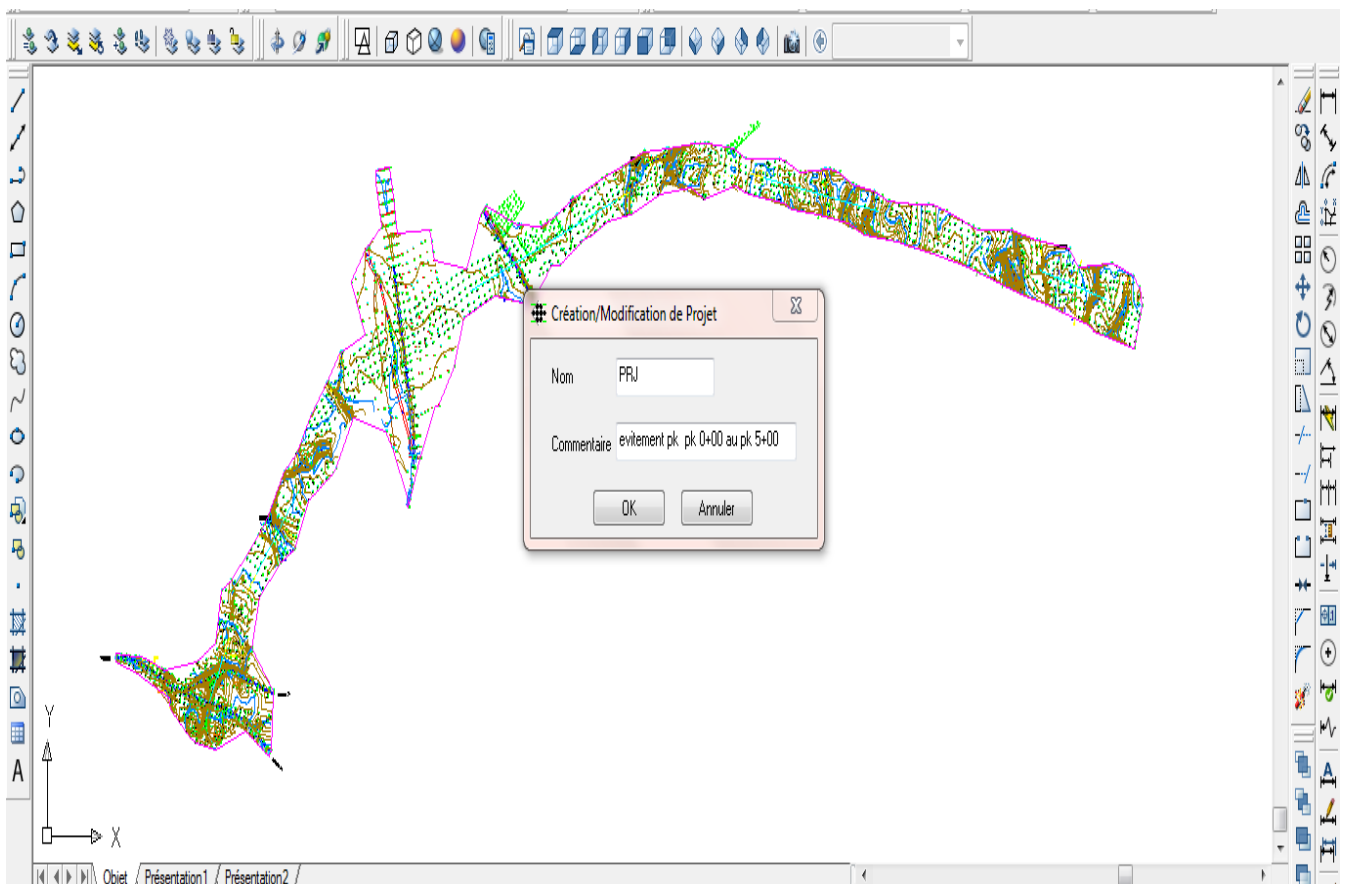 Création/Modification de Projet
Nom
PRJ
Commentaire
evitement pk pk 0+00 au pk 5+00
OK
Annuler
Y
X
A
Objet
Présentation1
Présentation2